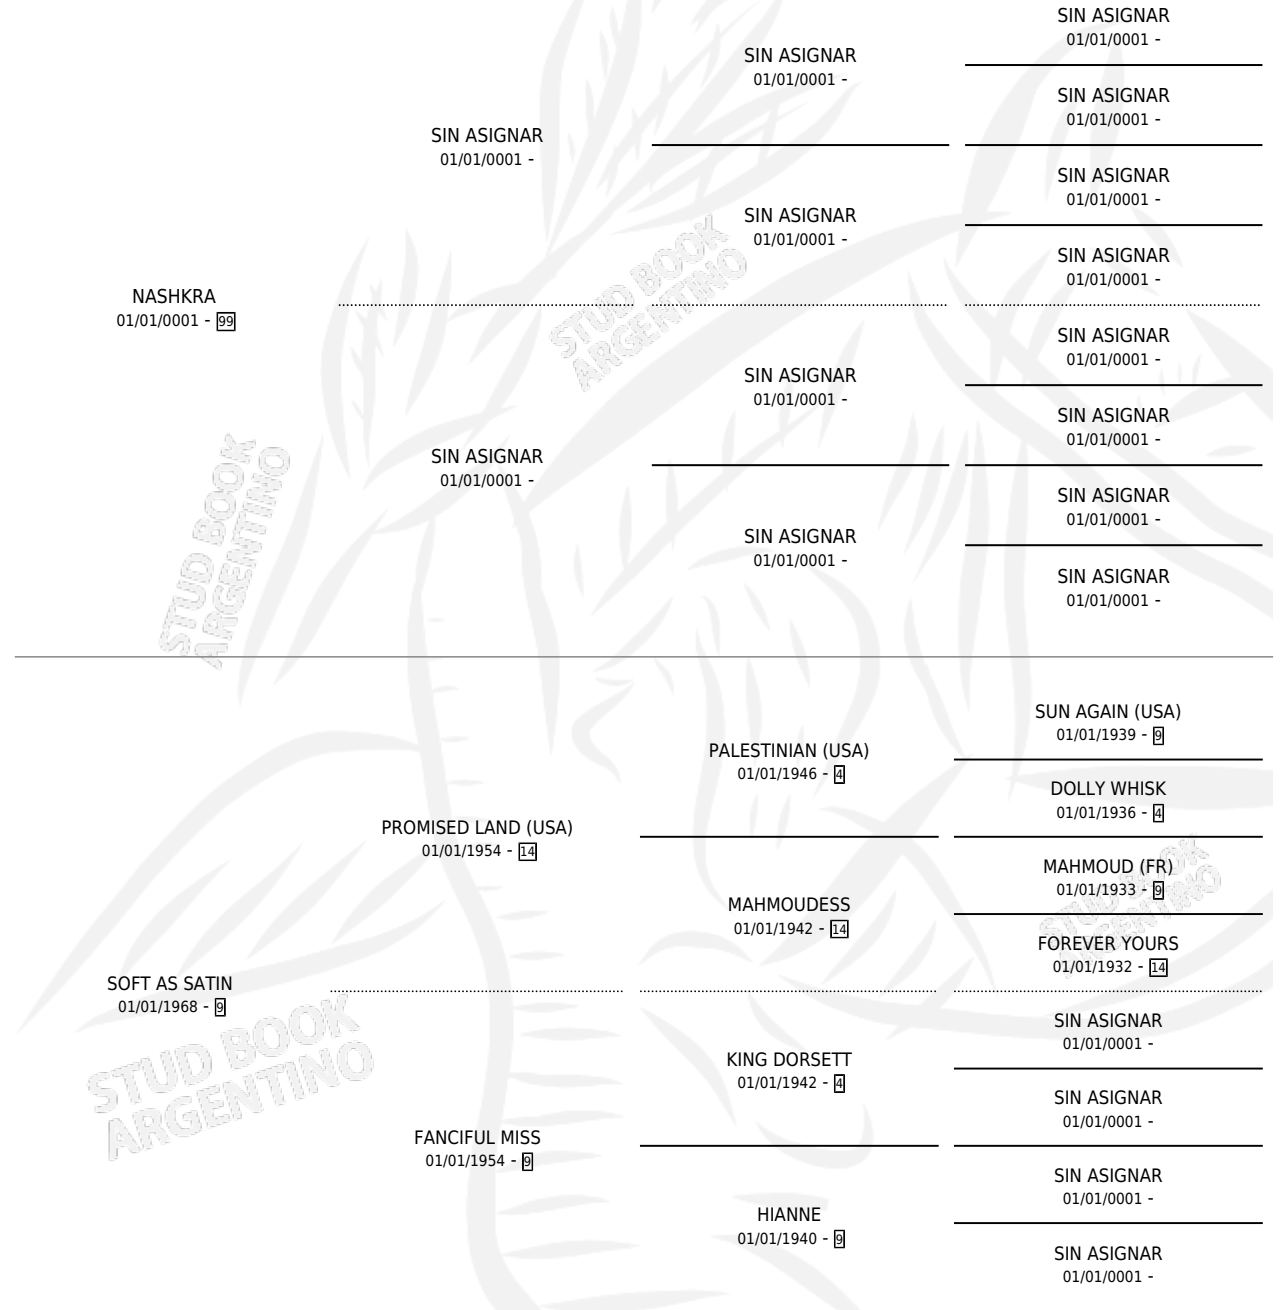 SIN ASIGNAR
01/01/0001 -
SIN ASIGNAR
01/01/0001 -
SIN ASIGNAR
01/01/0001 -
SIN ASIGNAR
01/01/0001 -
SIN ASIGNAR
01/01/0001 -
SIN ASIGNAR
01/01/0001 -
SIN ASIGNAR
01/01/0001 -
NASHKRA
01/01/0001 - 99
SIN ASIGNAR
01/01/0001 -
SIN ASIGNAR
01/01/0001 -
SIN ASIGNAR
01/01/0001 -
SIN ASIGNAR
01/01/0001 -
SIN ASIGNAR
01/01/0001 -
SIN ASIGNAR
01/01/0001 -
SIN ASIGNAR
01/01/0001 -
STUD BOOK
ARGENTINO
STUD BOOK
ARGENTINO
SUN AGAIN (USA)
01/01/1939 - 9
PALESTINIAN (USA)
01/01/1946 - 4
DOLLY WHISK
01/01/1936 - 4
PROMISED LAND (USA)
01/01/1954 - 14
MAHMOUD (FR)
01/01/1933 - 9
MAHMOUDESS
01/01/1942 - 14
FOREVER YOURS
01/01/1932 - 14
SOFT AS SATIN
01/01/1968 - 9
SIN ASIGNAR
01/01/0001 -
KING DORSETT
01/01/1942 - 4
SIN ASIGNAR
01/01/0001 -
FANCIFUL MISS
01/01/1954 - 9
SIN ASIGNAR
01/01/0001 -
HIANNE
01/01/1940 - 9
SIN ASIGNAR
01/01/0001 -
STUD BOOK
ARGENTINO
STUD BOOK
ARGENTINO